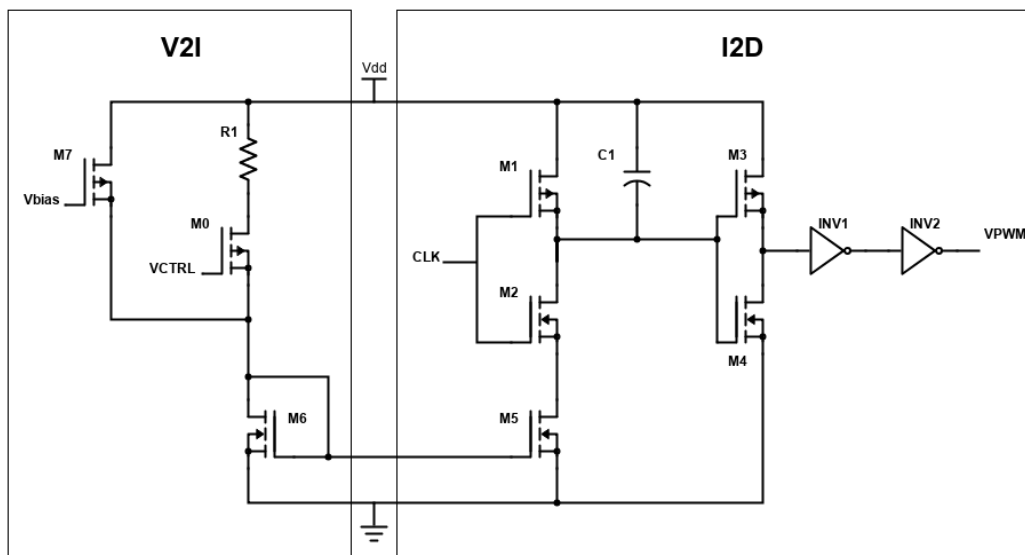 V2I
I2D
Vdd
R1
M7
Vbias
M0
VCTRL
M6
M1
C1
M3
CLK
M2
INV1
INV2
VPWM
M4
M5